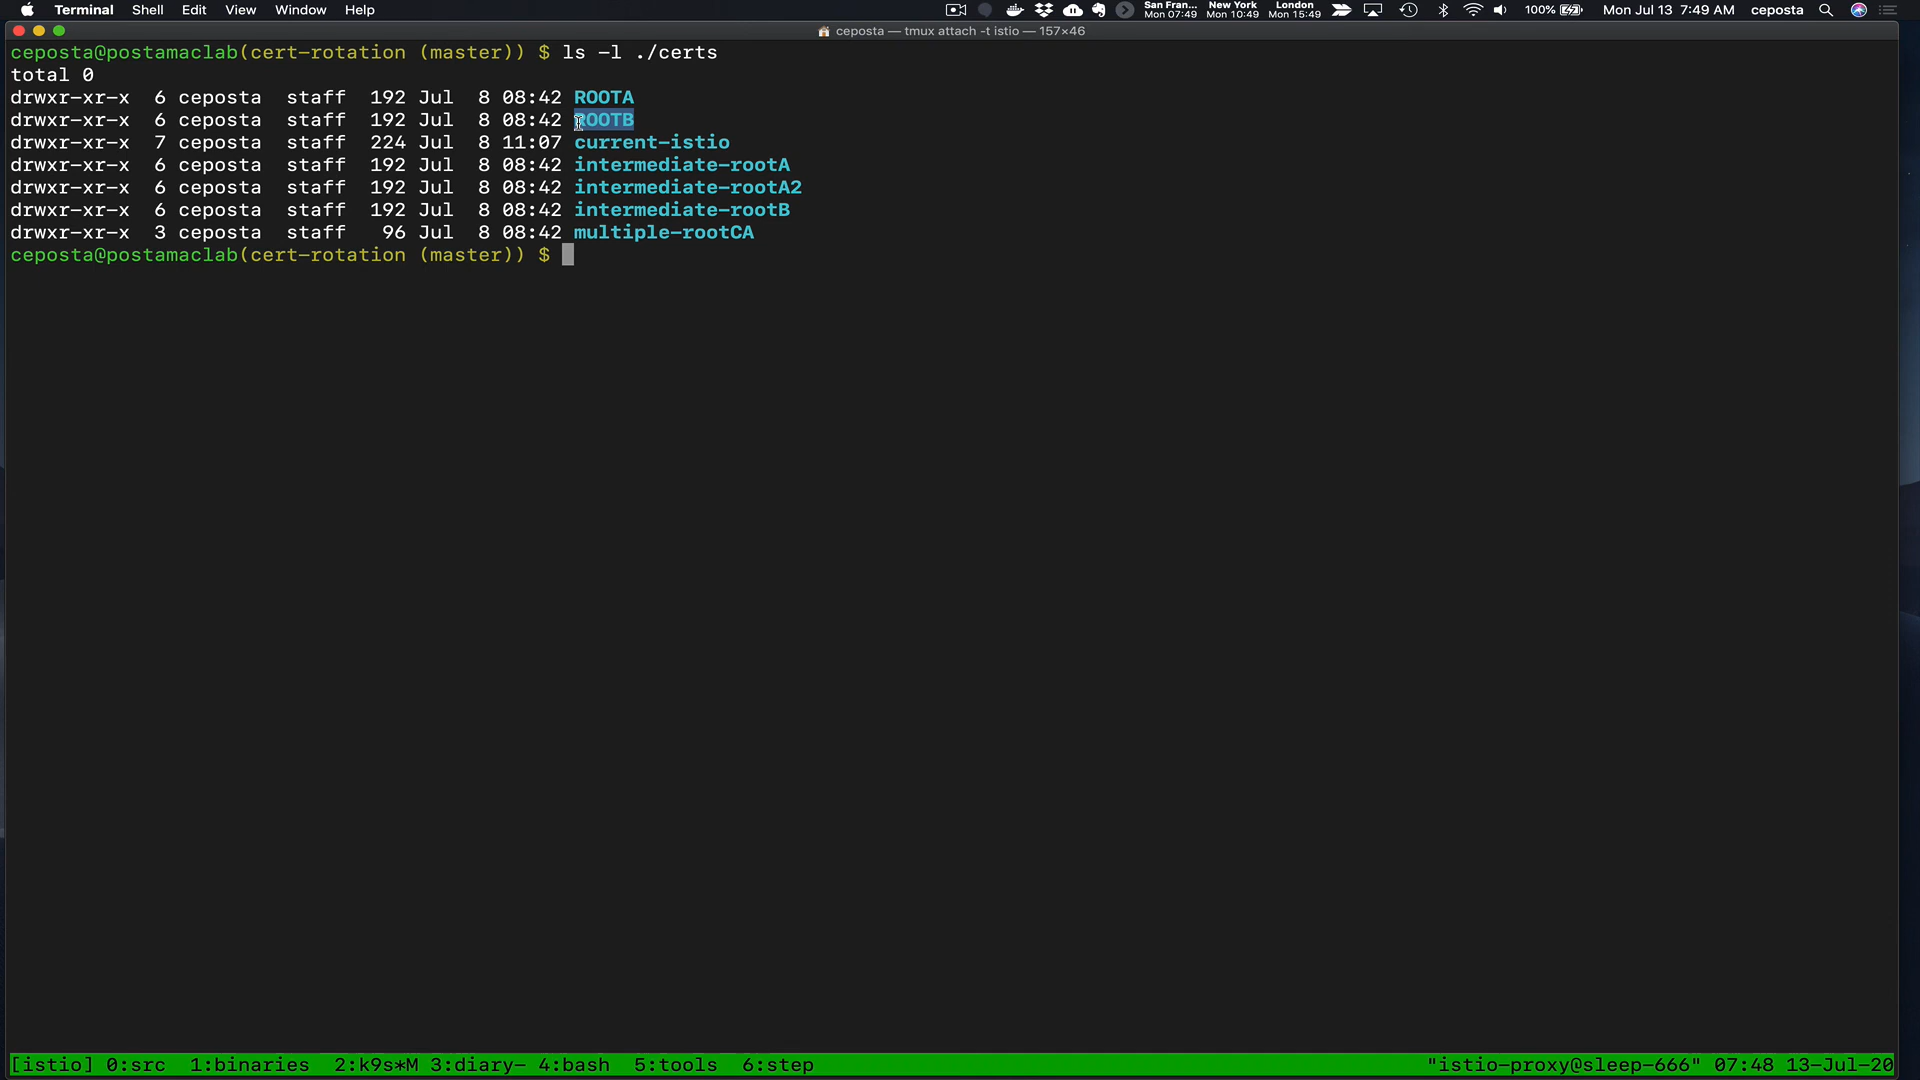 Terminal Shell Edit View Window Help San Fran... Mon 07:49 New York Mon 10:49 London Mon 15:49 100% Mon Jul 13 7:49 AM ceposta
ceposta — tmux attach -t istio — 157×46
ceposta@postamaclab(cert-rotation (master)) $ ls -l ./certs
total 0
drwxr-xr-x  6 ceposta  staff  192 Jul  8 08:42 ROOTA
drwxr-xr-x  6 ceposta  staff  192 Jul  8 08:42 ROOTB
drwxr-xr-x  7 ceposta  staff  224 Jul  8 11:07 current-istio
drwxr-xr-x  6 ceposta  staff  192 Jul  8 08:42 intermediate-rootA
drwxr-xr-x  6 ceposta  staff  192 Jul  8 08:42 intermediate-rootA2
drwxr-xr-x  6 ceposta  staff  192 Jul  8 08:42 intermediate-rootB
drwxr-xr-x  3 ceposta  staff   96 Jul  8 08:42 multiple-rootCA
ceposta@postamaclab(cert-rotation (master)) $
[istio] 0:src  1:binaries  2:k9s*M 3:diary- 4:bash  5:tools  6:step "istio-proxy@sleep-666" 07:48 13-Jul-20